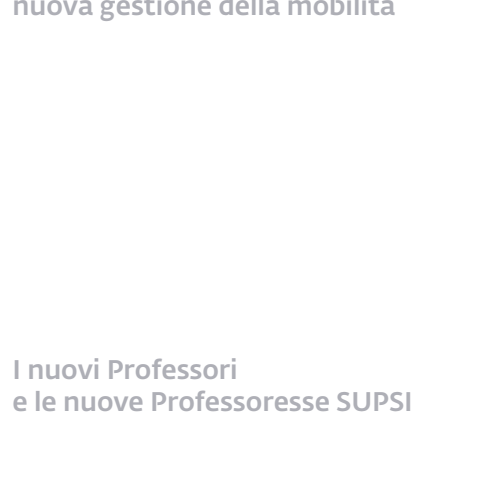 nuova gestione della mobilità
I nuovi Professori
e le nuove Professoresse SUPSI